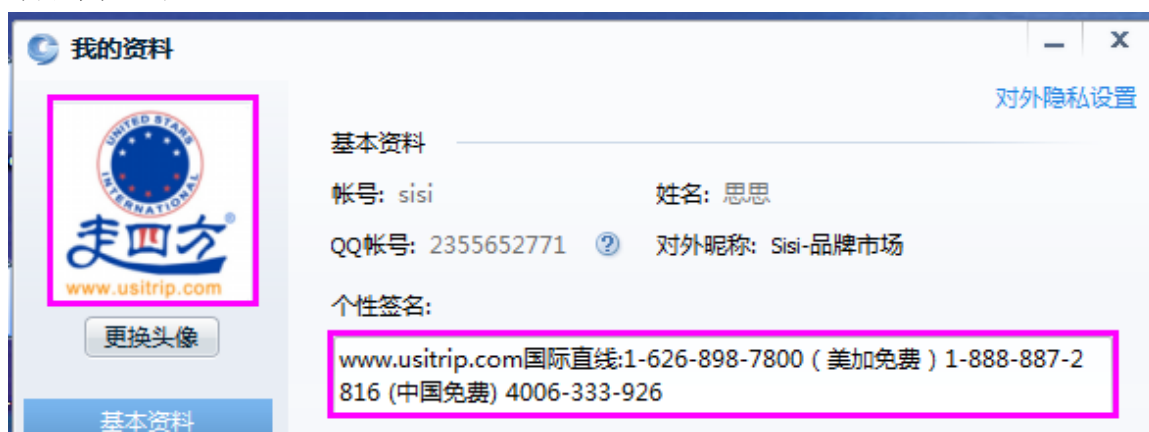 我的资料
对外隐私设置
UNITED STARS
INTERNATIONAL
走四方®
www.usitrip.com
更换头像
基本资料
基本资料
帐号: sisi 姓名: 思思
QQ帐号: 2355652771 对外昵称: Sisi-品牌市场
个性签名:
www.usitrip.com国际直线:1-626-898-7800 ( 美加免费 ) 1-888-887-2
816 (中国免费) 4006-333-926